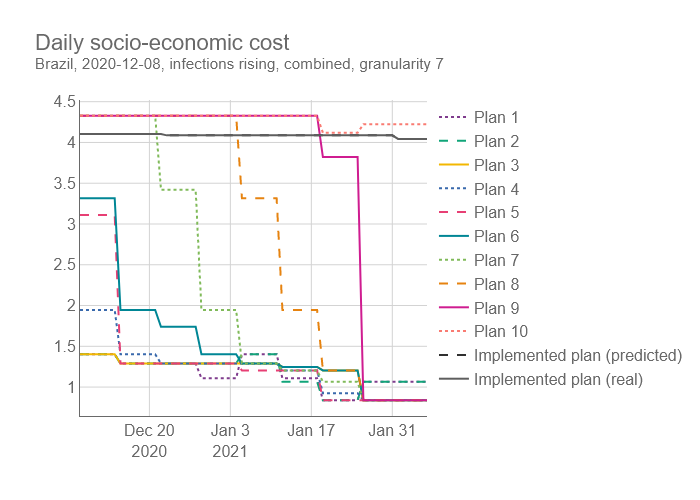 Daily socio-economic cost
Brazil, 2020-12-08, infections rising, combined, granularity 7
4.5
4
3.5
3
2.5
2
1.5
1
Dec 20
2020
Jan 3
2021
Jan 17
Jan 31
Plan 1
Plan 2
Plan 3
Plan 4
Plan 5
Plan 6
Plan 7
Plan 8
Plan 9
Plan 10
Implemented plan (predicted)
Implemented plan (real)